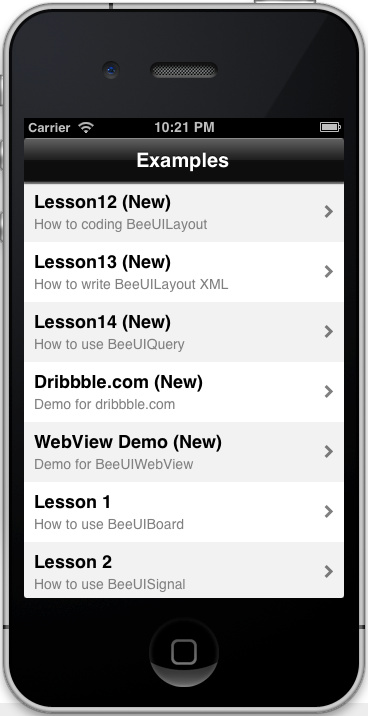 Carrier 10:21 PM
Examples
Lesson12 (New)
How to coding BeeUILayout
Lesson13 (New)
How to write BeeUILayout XML
Lesson14 (New)
How to use BeeUIQuery
Dribbble.com (New)
Demo for dribbble.com
WebView Demo (New)
Demo for BeeUIWebView
Lesson 1
How to use BeeUIBoard
Lesson 2
How to use BeeUISignal